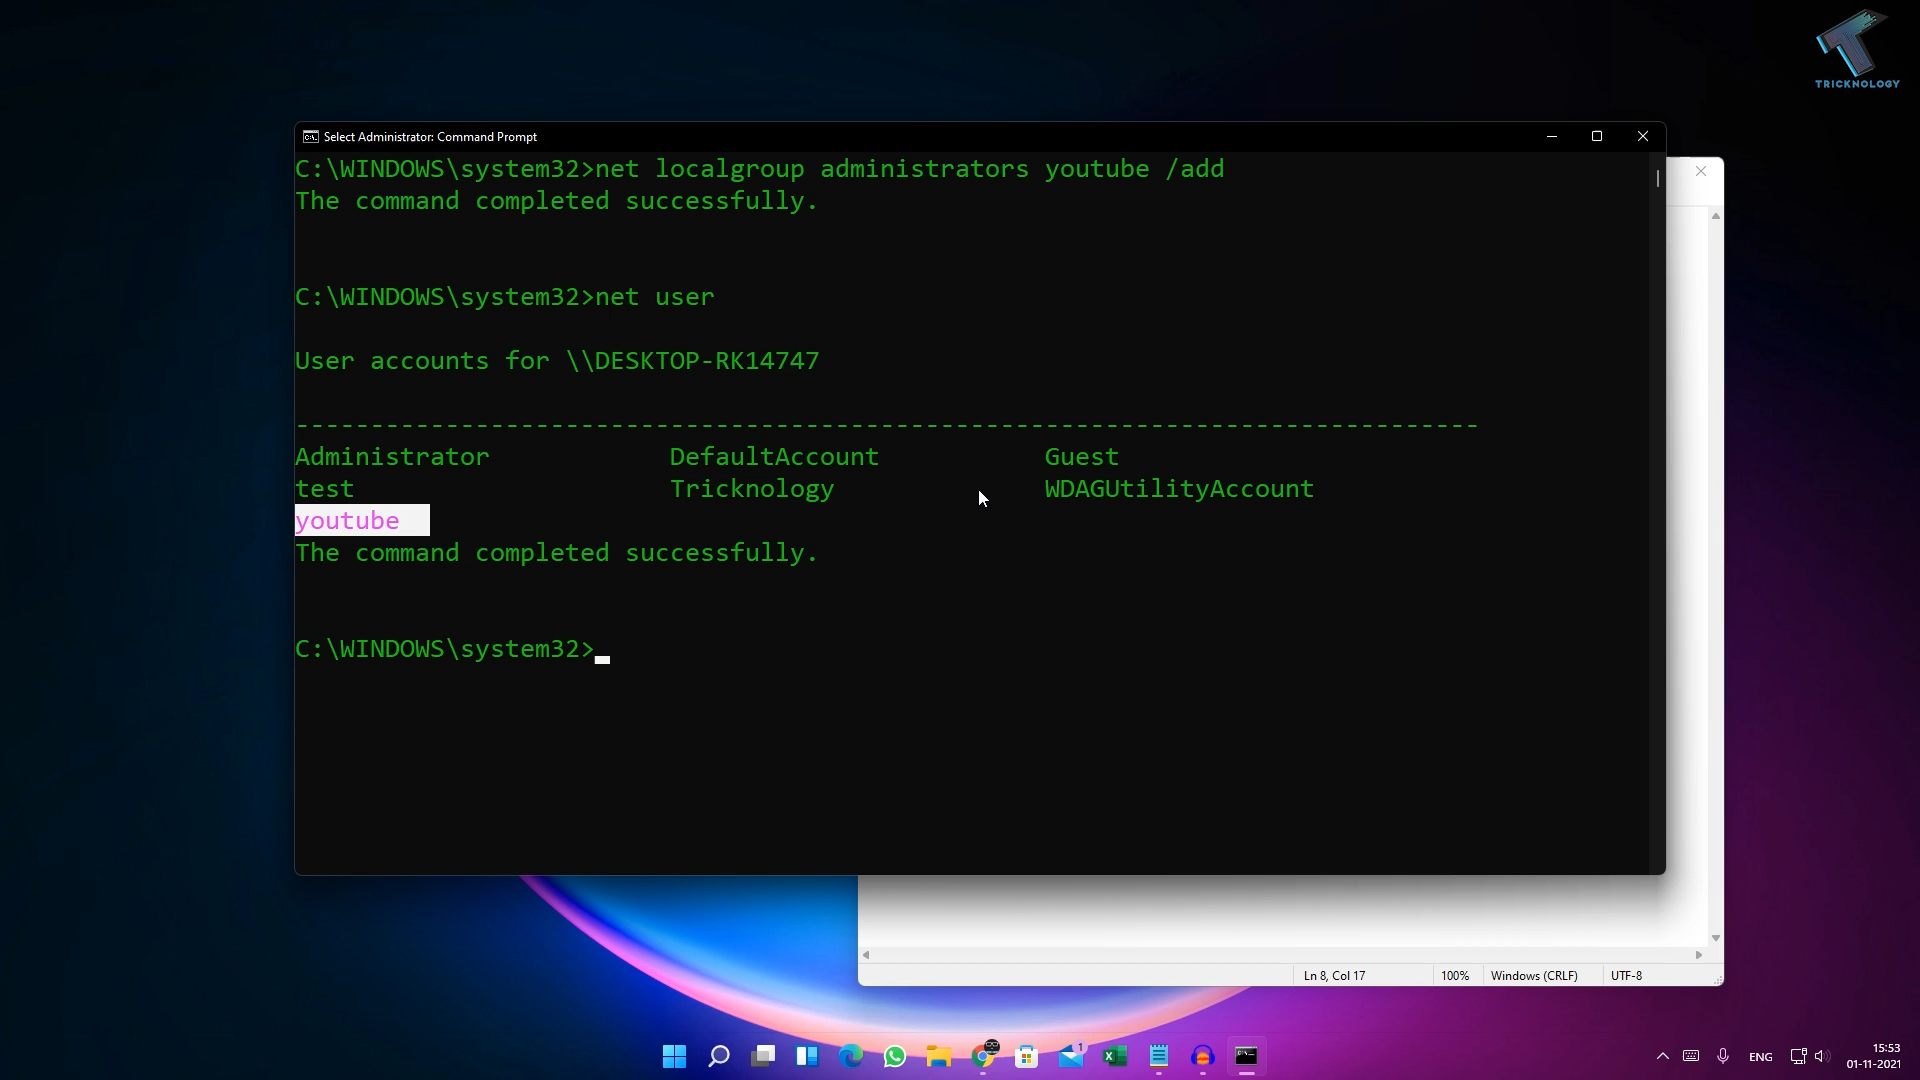 TRICKNOLOGY
Select Administrator: Command Prompt
C:\WINDOWS\system32>net localgroup administrators youtube /add
The command completed successfully.
C:\WINDOWS\system32>net user
User accounts for \\DESKTOP-RK14747
-------------------------------------------------------------------------------
Administrator DefaultAccount Guest
test Tricknology WDAGUtilityAccount
youtube
The command completed successfully.
C:\WINDOWS\system32>
Ln 8, Col 17 100% Windows (CRLF) UTF-8
1
ENG
15:53
01-11-2021